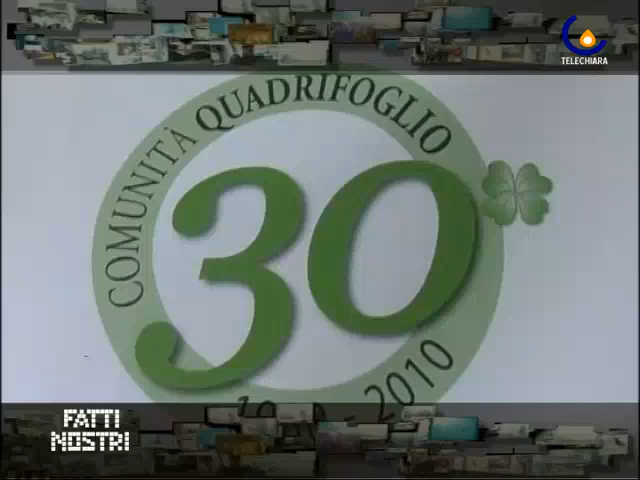 TELECHIARA
COMUNITÀ QUADRIFOGLIO
30
- 2010
FATTI
NOSTRI